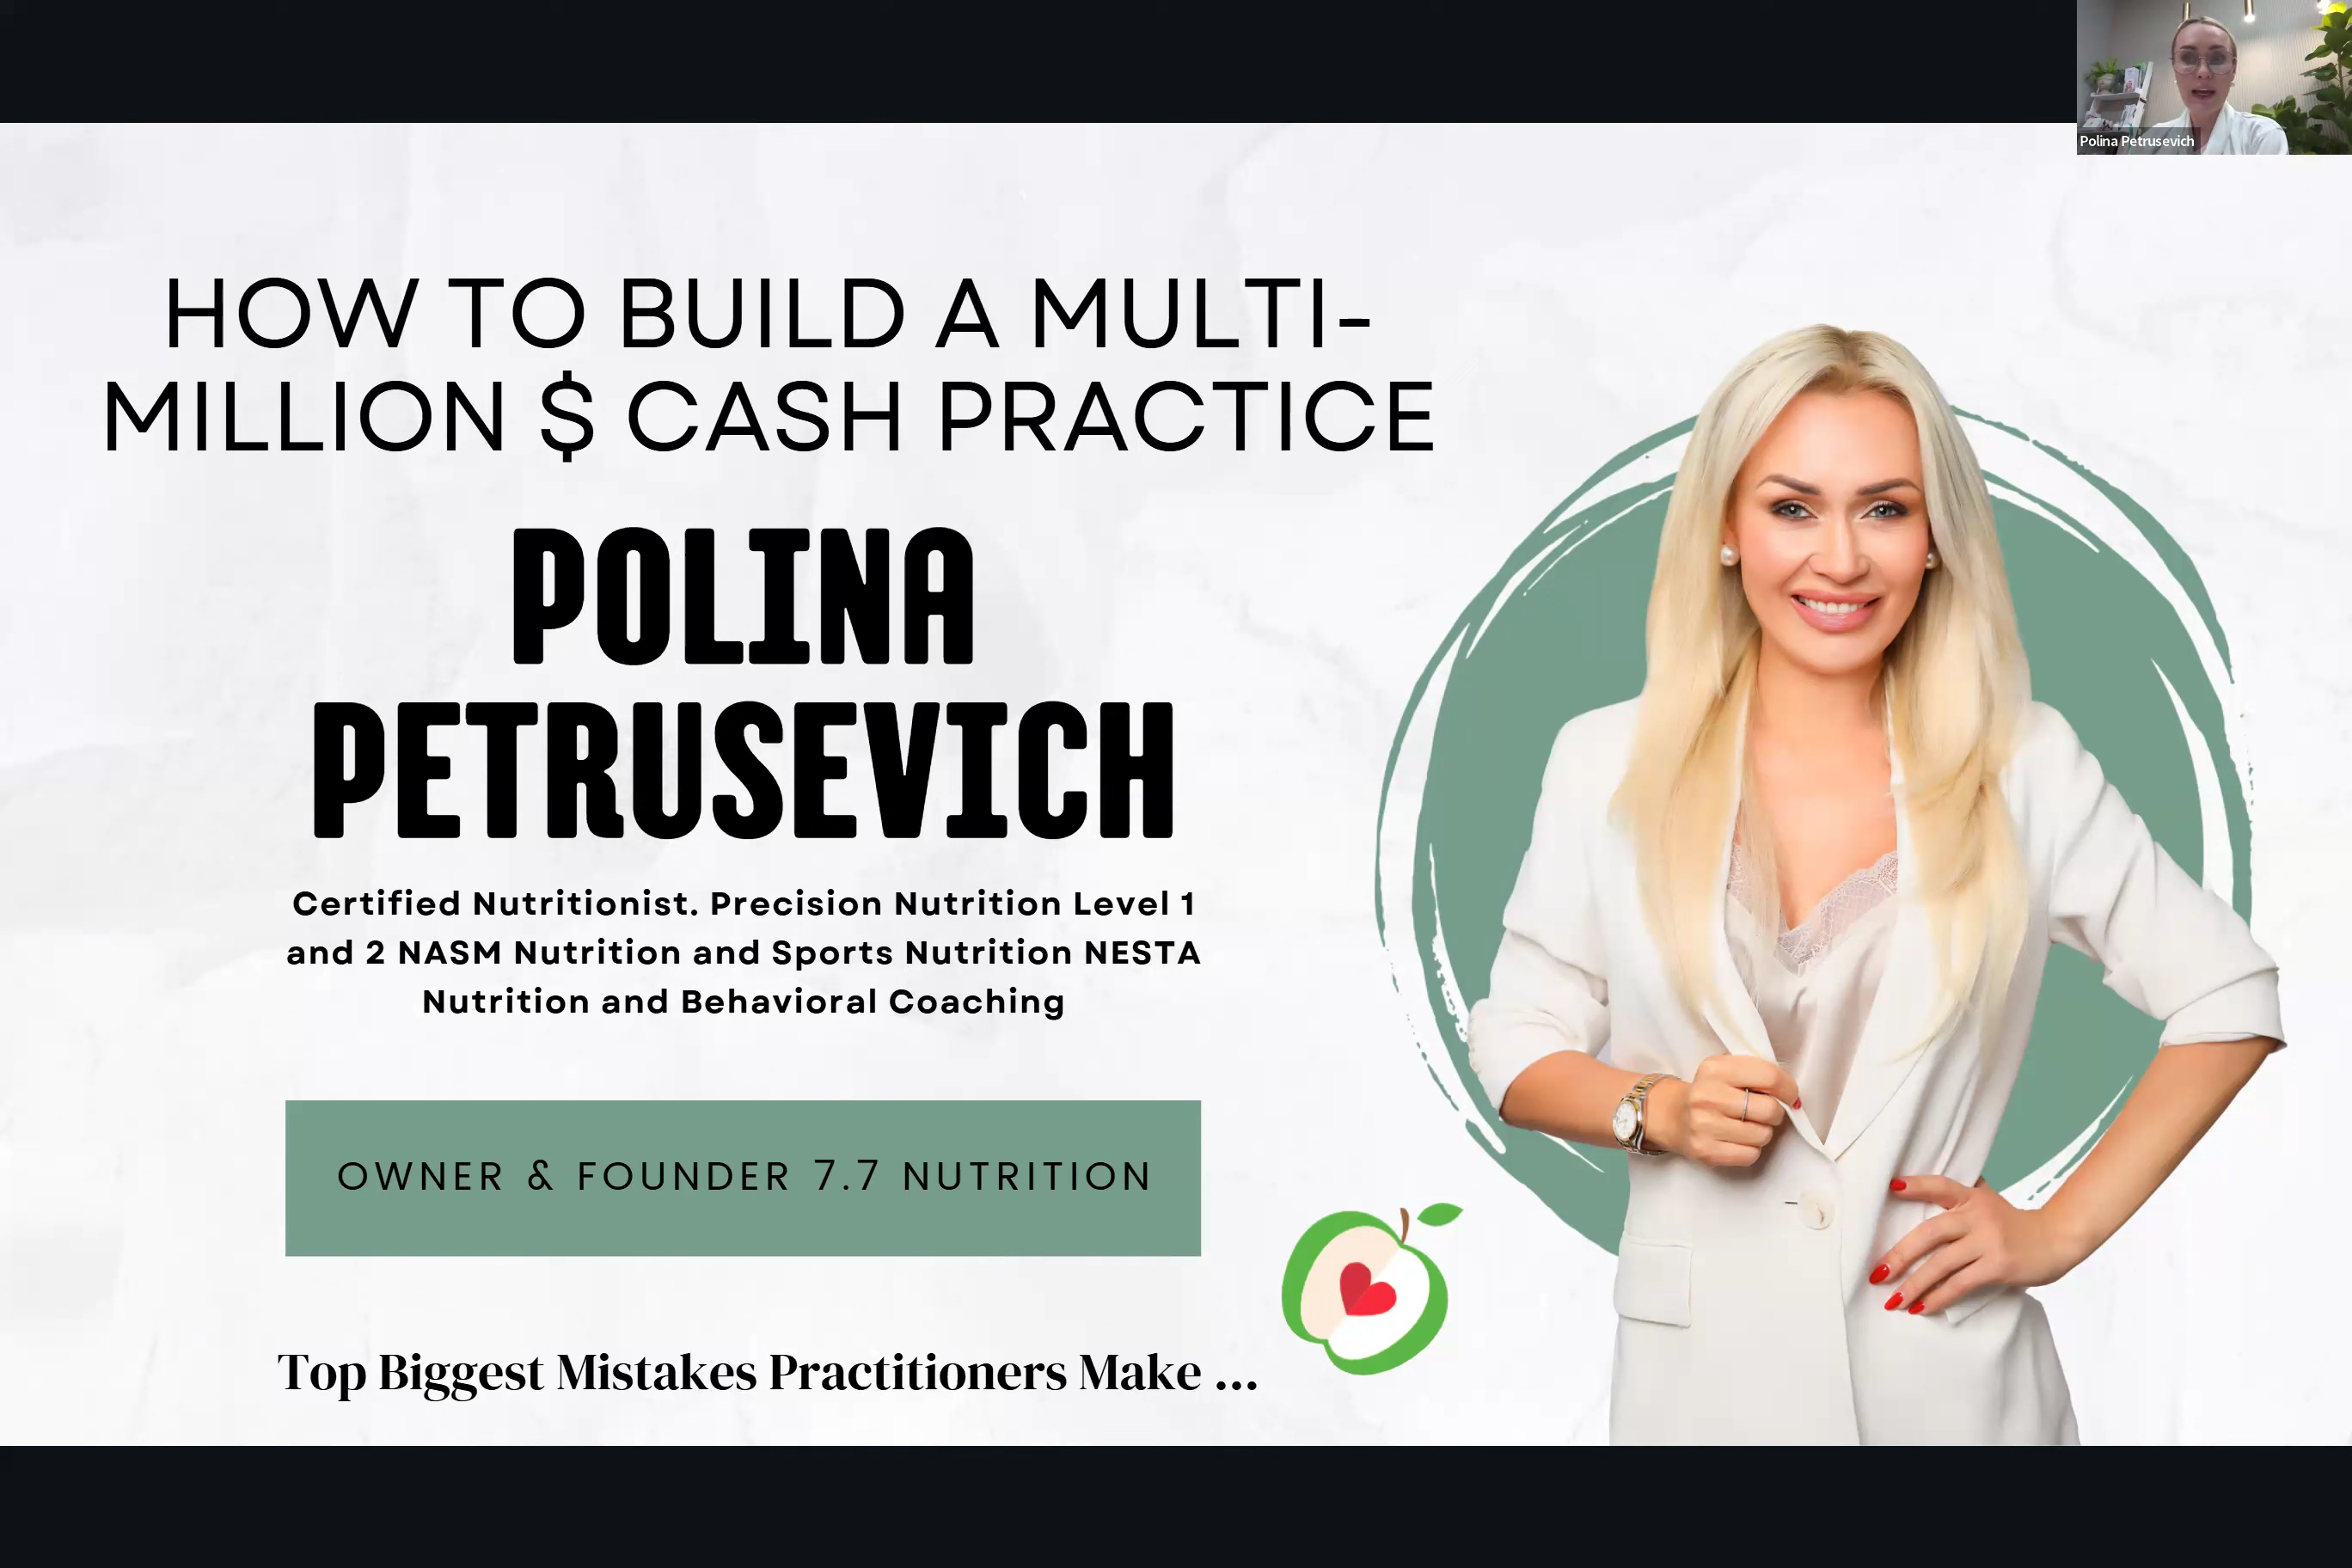 Polina Petrusevich
HOW TO BUILD A MULTI-
MILLION $ CASH PRACTICE
POLINA
PETRUSEVICH
Certified Nutritionist. Precision Nutrition Level 1
and 2 NASM Nutrition and Sports Nutrition NESTA
Nutrition and Behavioral Coaching
OWNER & FOUNDER 7.7 NUTRITION
Top Biggest Mistakes Practitioners Make ...